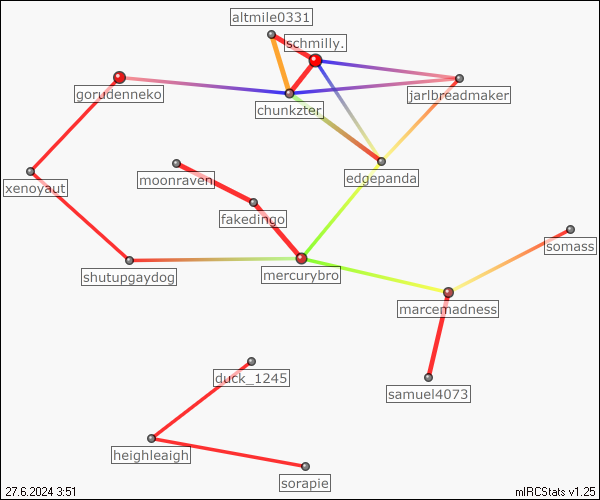 altmile0331
schmilly.
gorudenneko
jarlbreadmaker
chunkzter
edgepanda
moonraven
xenoyaut
fakedingo
somass
mercurybro
shutupgaydog
marcemadness
duck_1245
samuel4073
heighleaigh
sorapie
27.6.2024 3:51
mIRCStats v1.25